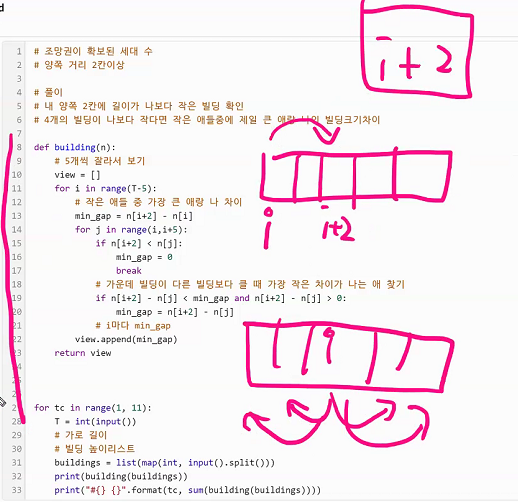 d
i+2
1 # 조망권이 확보된 세대 수
2 # 양쪽 거리 2칸이상
3
4 # 풀이
5 # 내 양쪽 2칸에 길이가 나보다 작은 빌딩 확인
6 # 4개의 빌딩이 나보다 작다면 작은 애들중에 제일 큰 애랑 나의 빌딩크기차이
7
8 def building(n):
9 # 5개씩 잘라서 보기
10 view = []
11 for i in range(T-5):
12 # 작은 애들 중 가장 큰 애랑 나 차이
13 min_gap = n[i+2] - n[i]
14 for j in range(i,i+5):
15 if n[i+2] < n[j]:
16 min_gap = 0
17 break
18 # 가운데 빌딩이 다른 빌딩보다 클 때 가장 작은 차이가 나는 애 찾기
19 if n[i+2] - n[j] < min_gap and n[i+2] - n[j] > 0:
20 min_gap = n[i+2] - n[j]
21 # i마다 min_gap
22 view.append(min_gap)
23 return view
i
i+2
i
for tc in range(1, 11):
28 T = int(input())
29 # 가로 길이
30 # 빌딩 높이리스트
31 buildings = list(map(int, input().split()))
32 print(building(buildings))
33 print("#{} {}".format(tc, sum(building(buildings))))